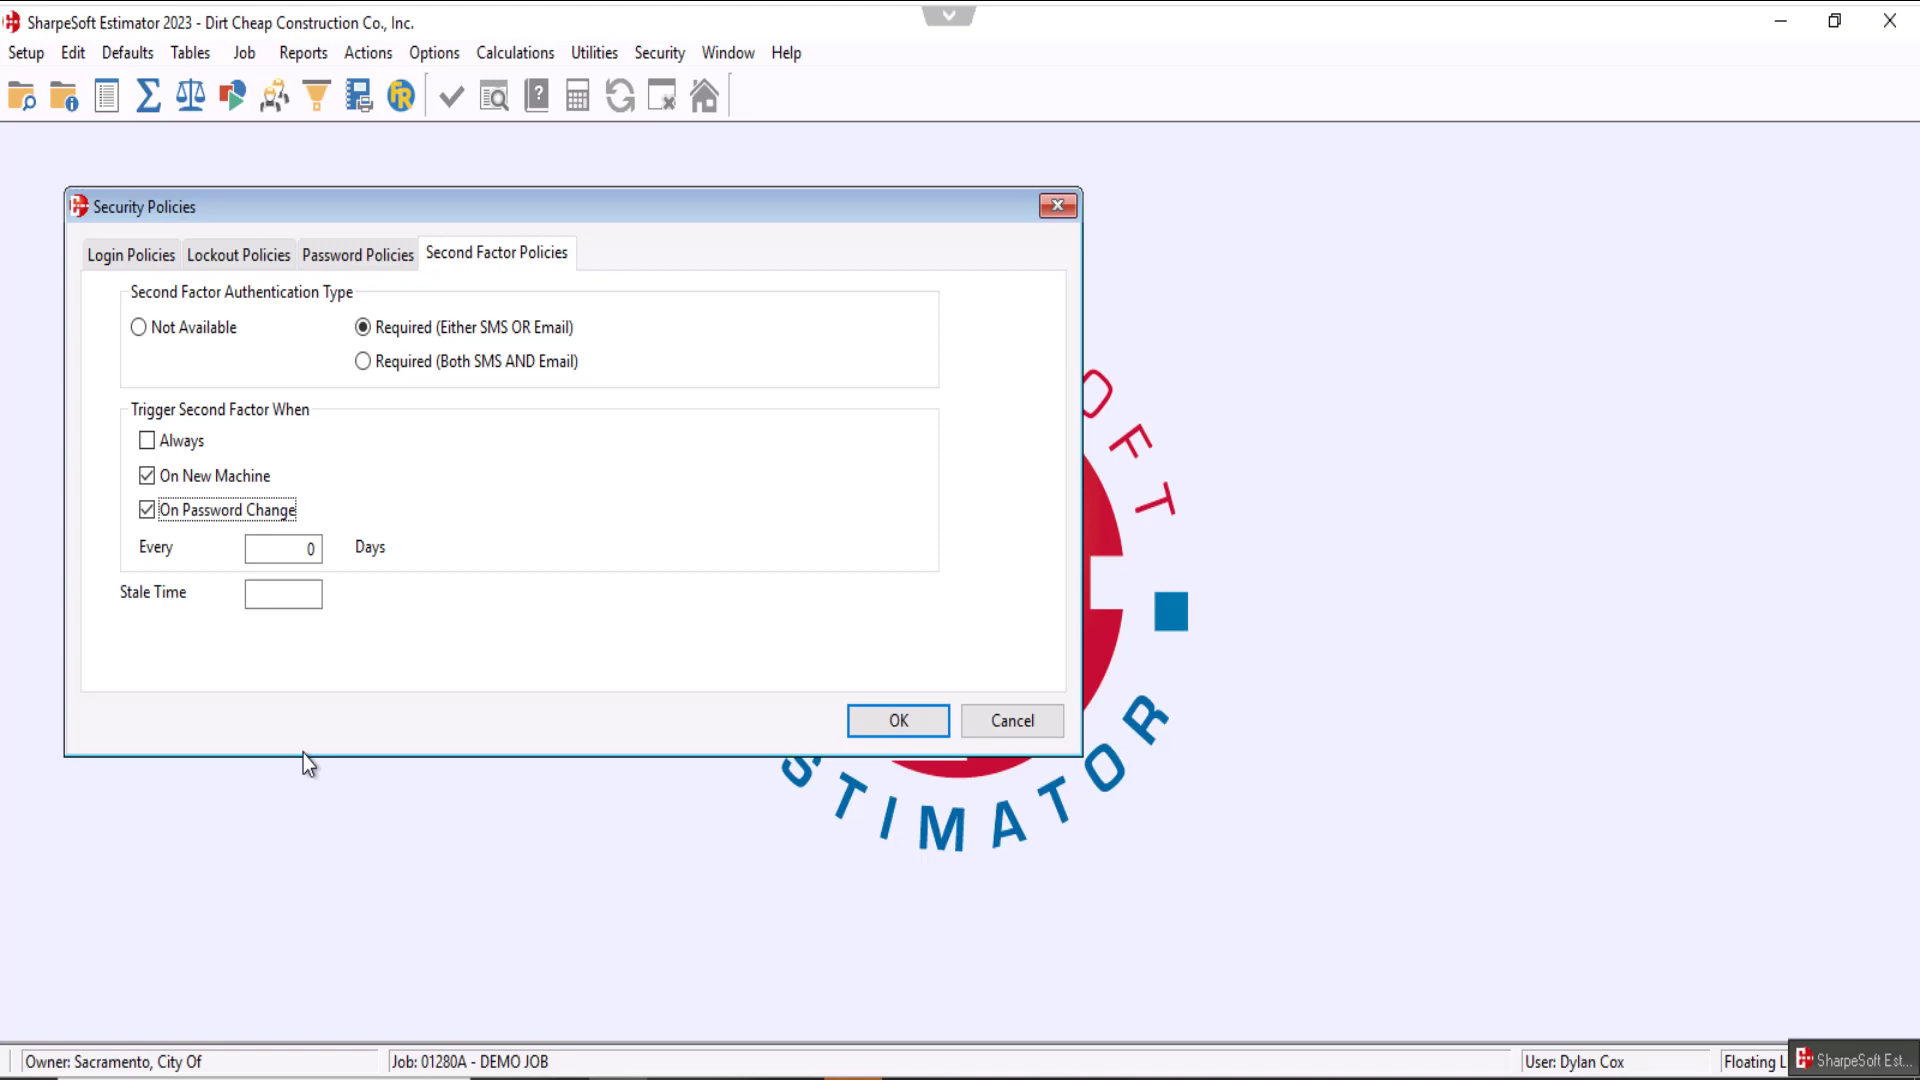 SharpeSoft Estimator 2023 - Dirt Cheap Construction Co., Inc.
Setup Edit Defaults Tables Job Reports Actions Options Calculations Utilities Security Window Help
Security Policies
Login Policies Lockout Policies Password Policies Second Factor Policies
Second Factor Authentication Type
Not Available Required (Either SMS OR Email)
Required (Both SMS AND Email)
Trigger Second Factor When
Always
On New Machine
On Password Change
Every 0 Days
Stale Time
OK Cancel
OFT
STIMATOR
Owner: Sacramento, City Of Job: 01280A - DEMO JOB User: Dylan Cox Floating L
SharpeSoft Est...